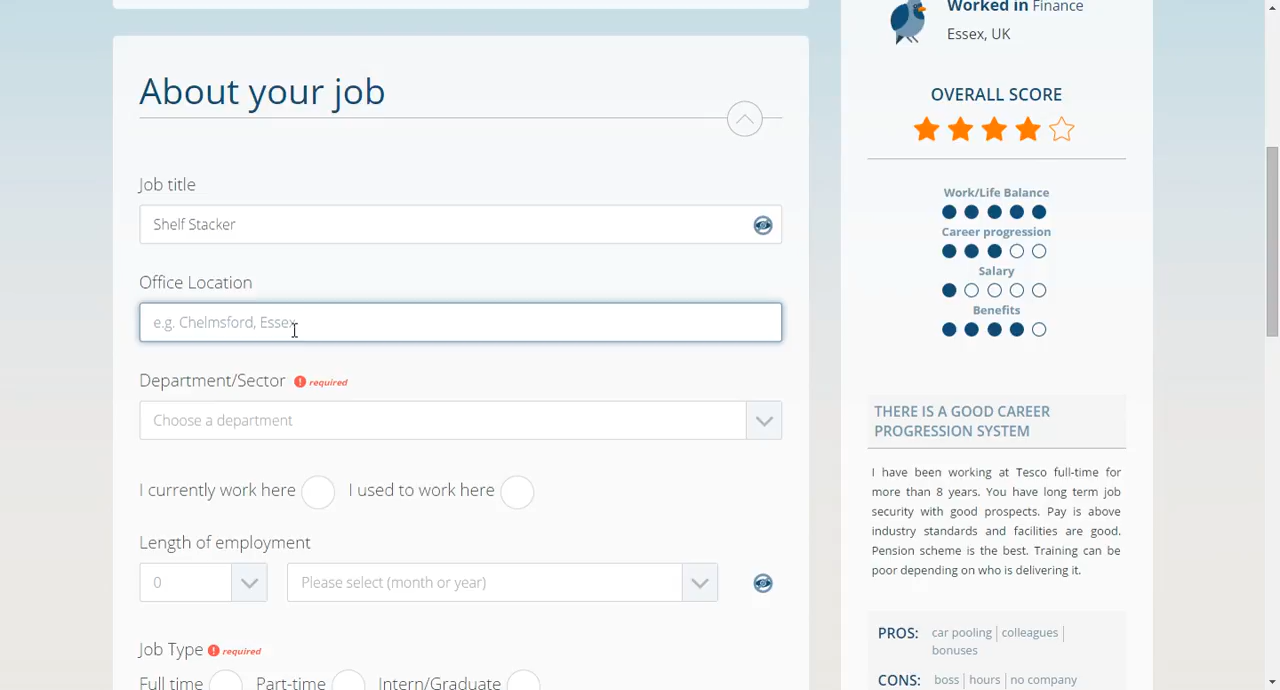 About your job
Job title
Shelf Stacker
Office Location
e.g. Chelmsford, Essex
Department/Sector ! required
Choose a department
I currently work here I used to work here
Length of employment
0 Please select (month or year)
Job Type ! required
Full time Part-time Intern/Graduate
Worked in Finance
Essex, UK
OVERALL SCORE
Work/Life Balance
Career progression
Salary
Benefits
THERE IS A GOOD CAREER
PROGRESSION SYSTEM
I have been working at Tesco full-time for
more than 8 years. You have long term job
security with good prospects. Pay is above
industry standards and facilities are good.
Pension scheme is the best. Training can be
poor depending on who is delivering it.
PROS: car pooling | colleagues |
bonuses
CONS: boss | hours | no company